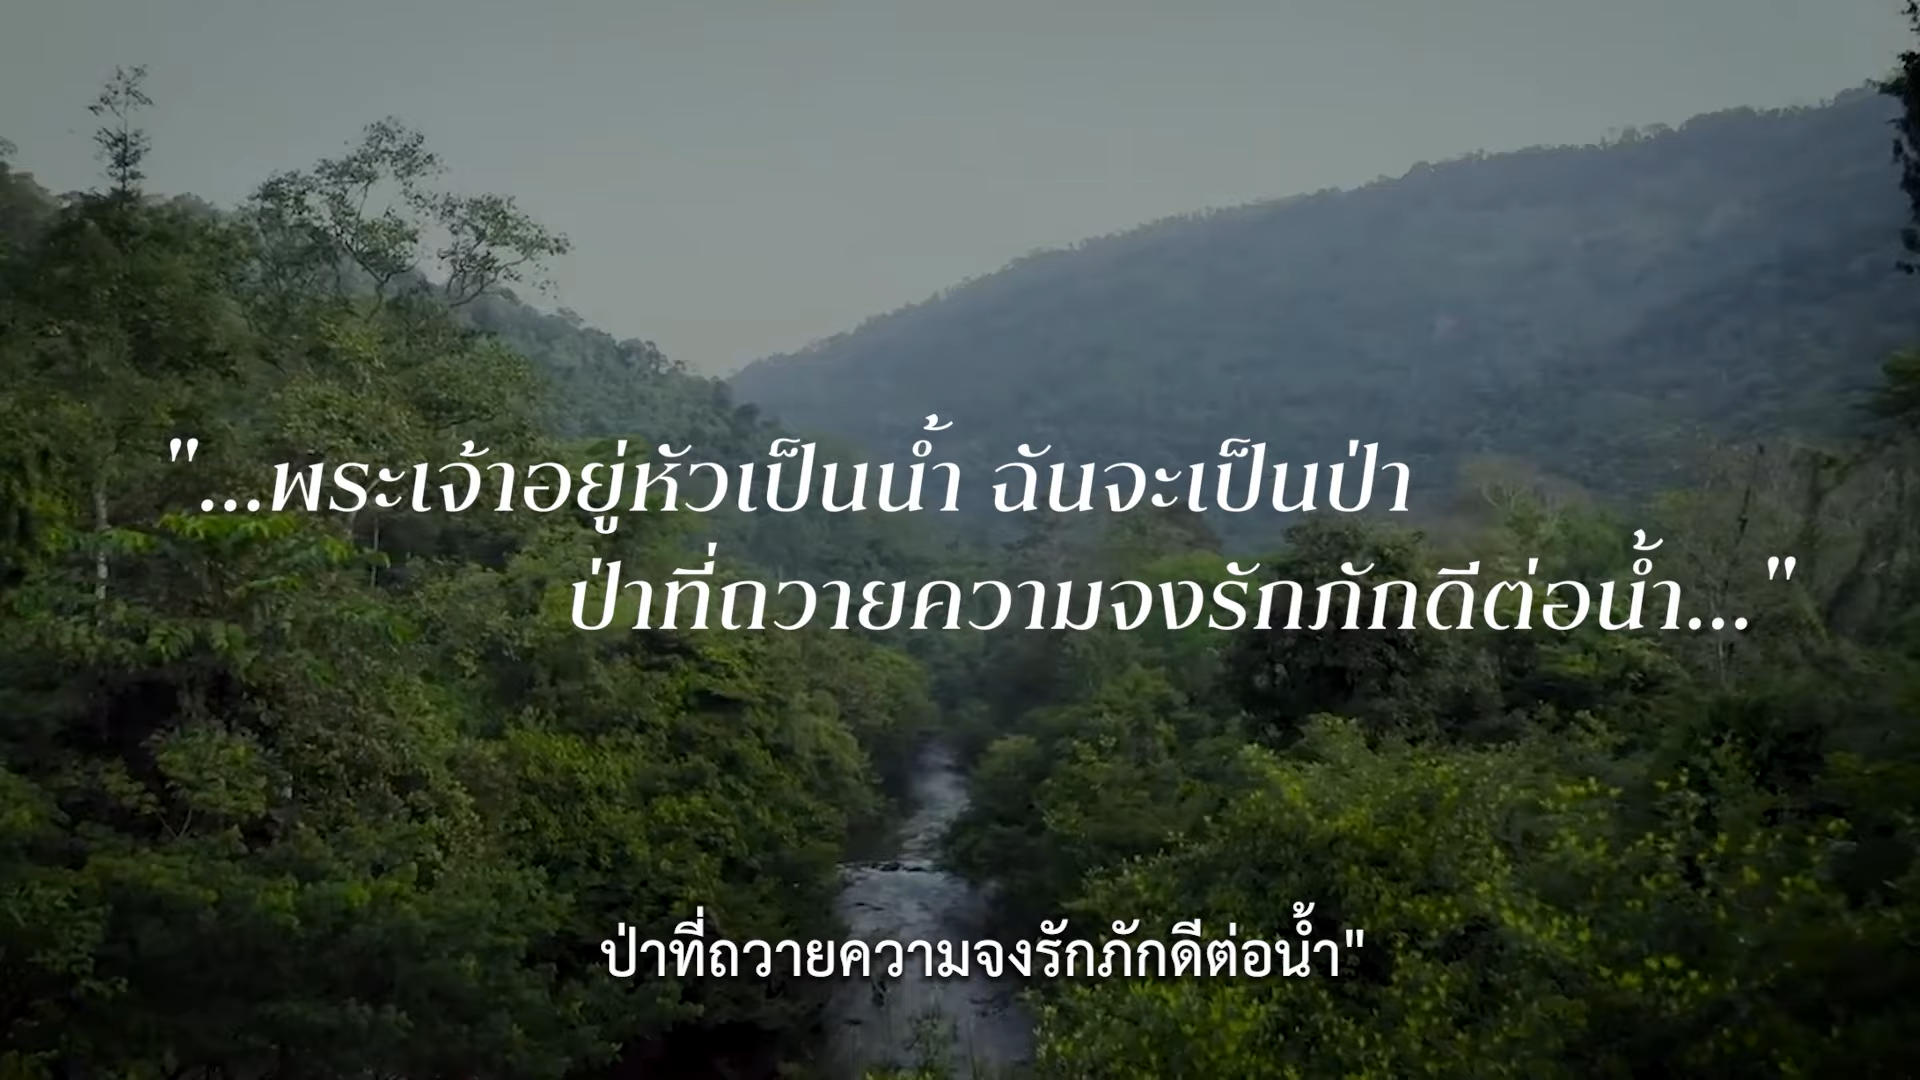 "...พระเจ้าอยู่หัวเป็นน้ำ ฉันจะเป็นป่า
ป่าที่ถวายความจงรักภักดีต่อน้ำ..."
ป่าที่ถวายความจงรักภักดีต่อน้ำ"